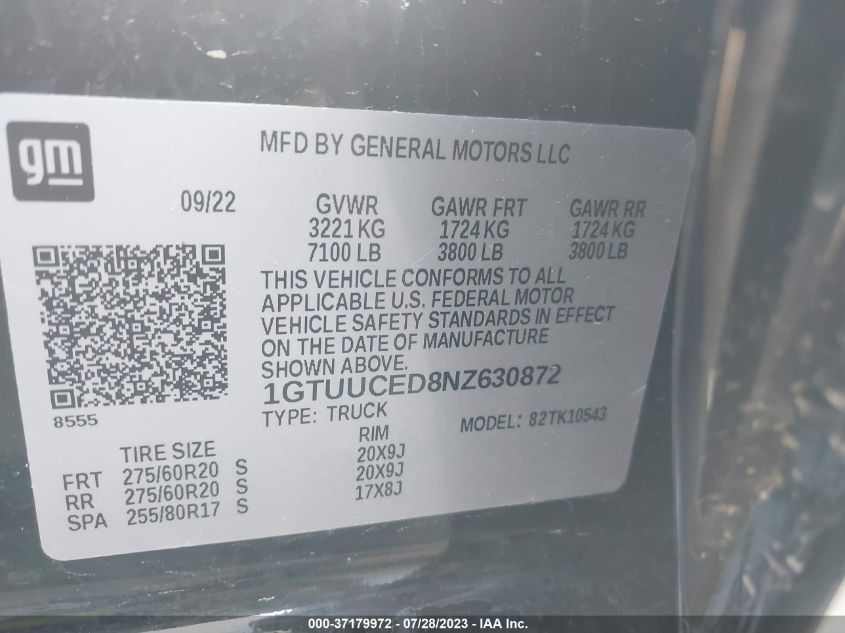 gm
MFD BY GENERAL MOTORS LLC
09/22
GVWR GAWR FRT GAWR RR
3221 KG 1724 KG 1724 KG
7100 LB 3800 LB 3800 LB
THIS VEHICLE CONFORMS TO ALL
APPLICABLE U.S. FEDERAL MOTOR
VEHICLE SAFETY STANDARDS IN EFFECT
ON THE DATE OF MANUFACTURE
SHOWN ABOVE.
1GTUUCED8NZ630872
8555
TYPE: TRUCK MODEL: 82TK10543
TIRE SIZE RIM
FRT 275/60R20 S 20X9J
RR 275/60R20 S 20X9J
SPA 255/80R17 S 17X8J
000-37179972 / 07/28/2023 - IAA Inc.